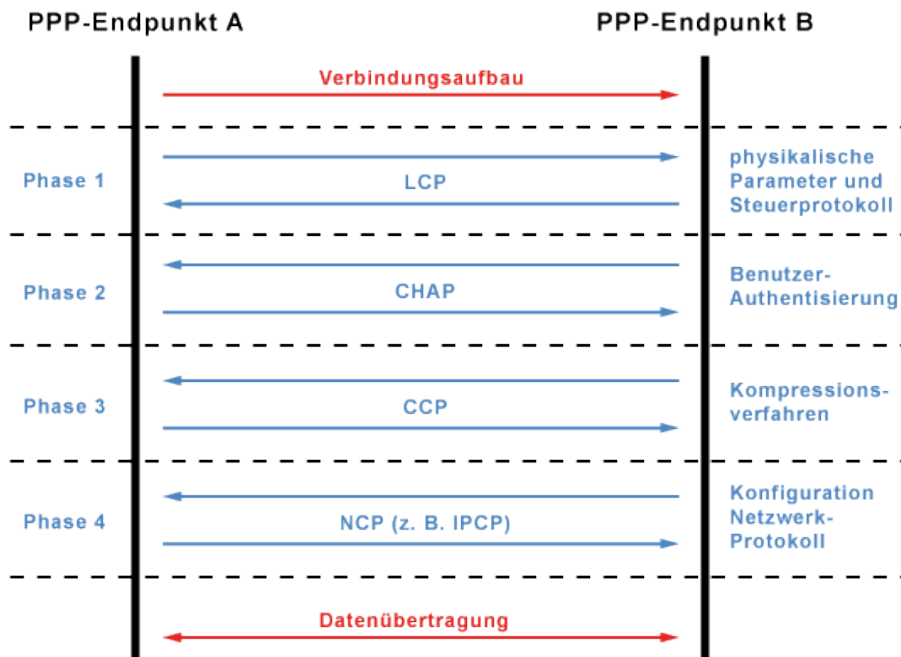 PPP-Endpunkt A
PPP-Endpunkt B
Verbindungsaufbau
Phase 1
LCP
physikalische
Parameter und
Steuerprotokoll
Phase 2
CHAP
Benutzer-
Authentisierung
Phase 3
CCP
Kompressions-
verfahren
Phase 4
NCP (z. B. IPCP)
Konfiguration
Netzwerk-
Protokoll
Datenübertragung